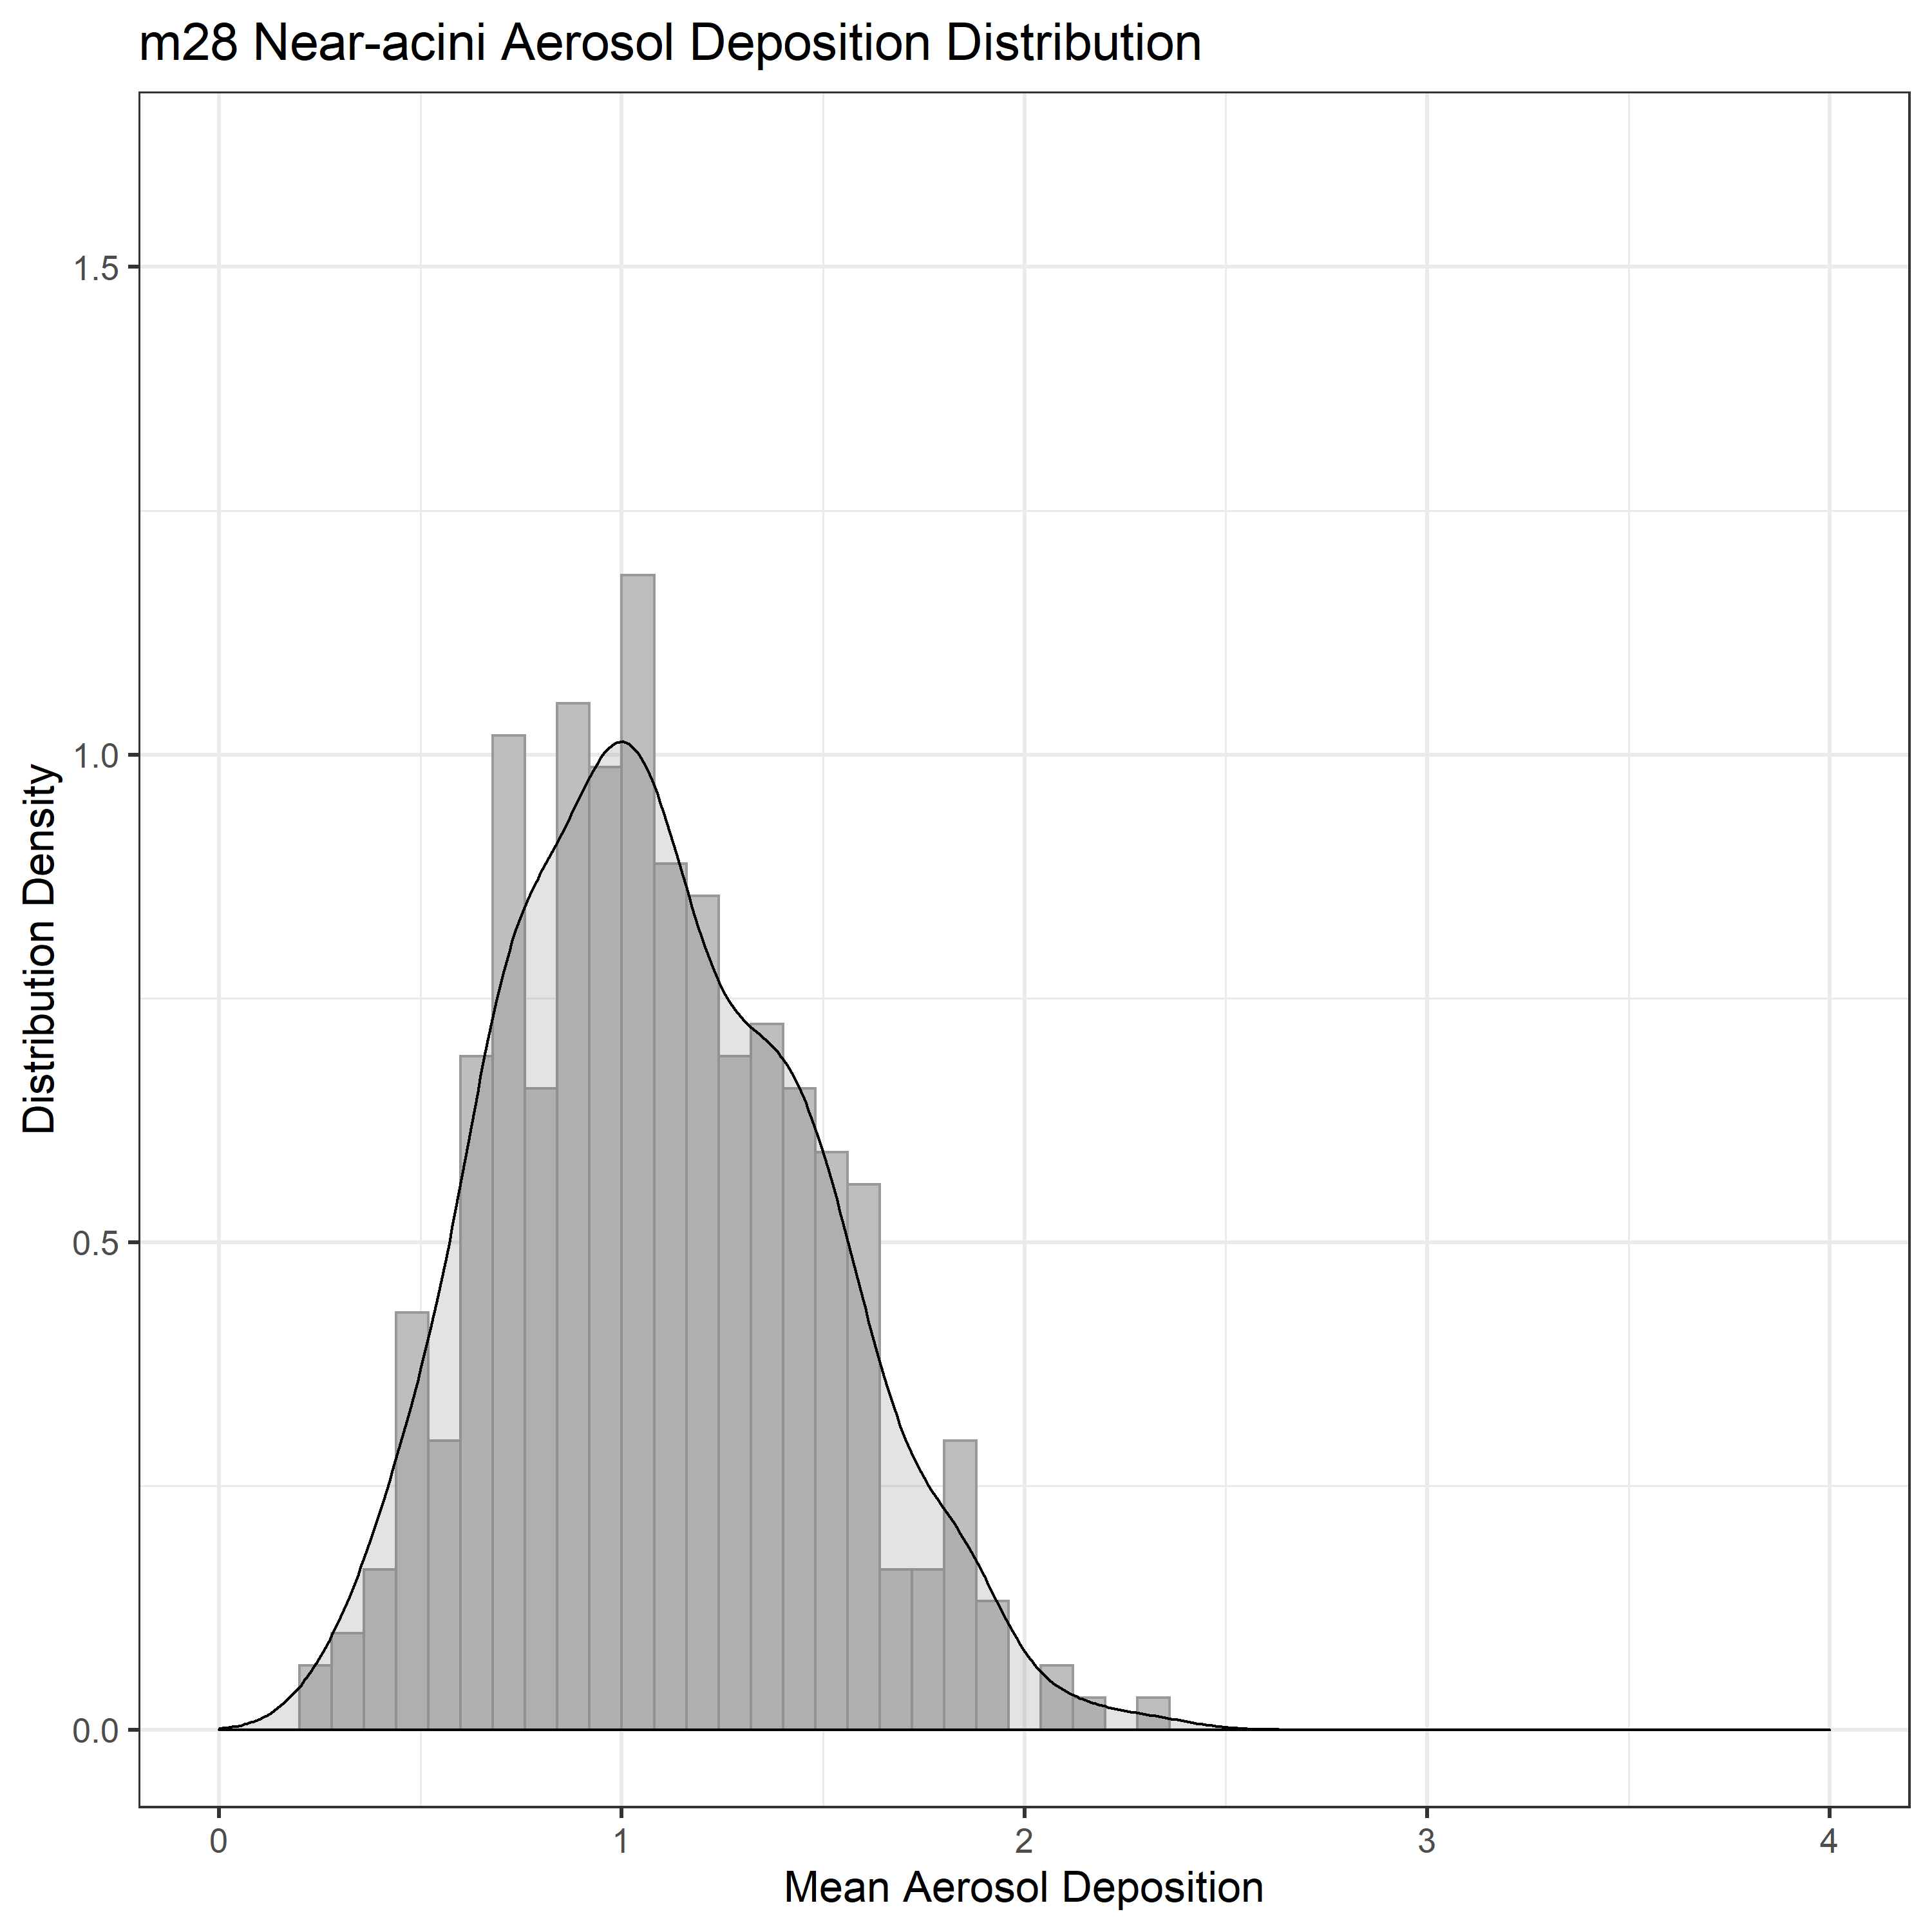 m28 Near-acini Aerosol Deposition Distribution
Distribution Density
1.5
1.0
0.5
0.0
0 1 2 3 4
Mean Aerosol Deposition